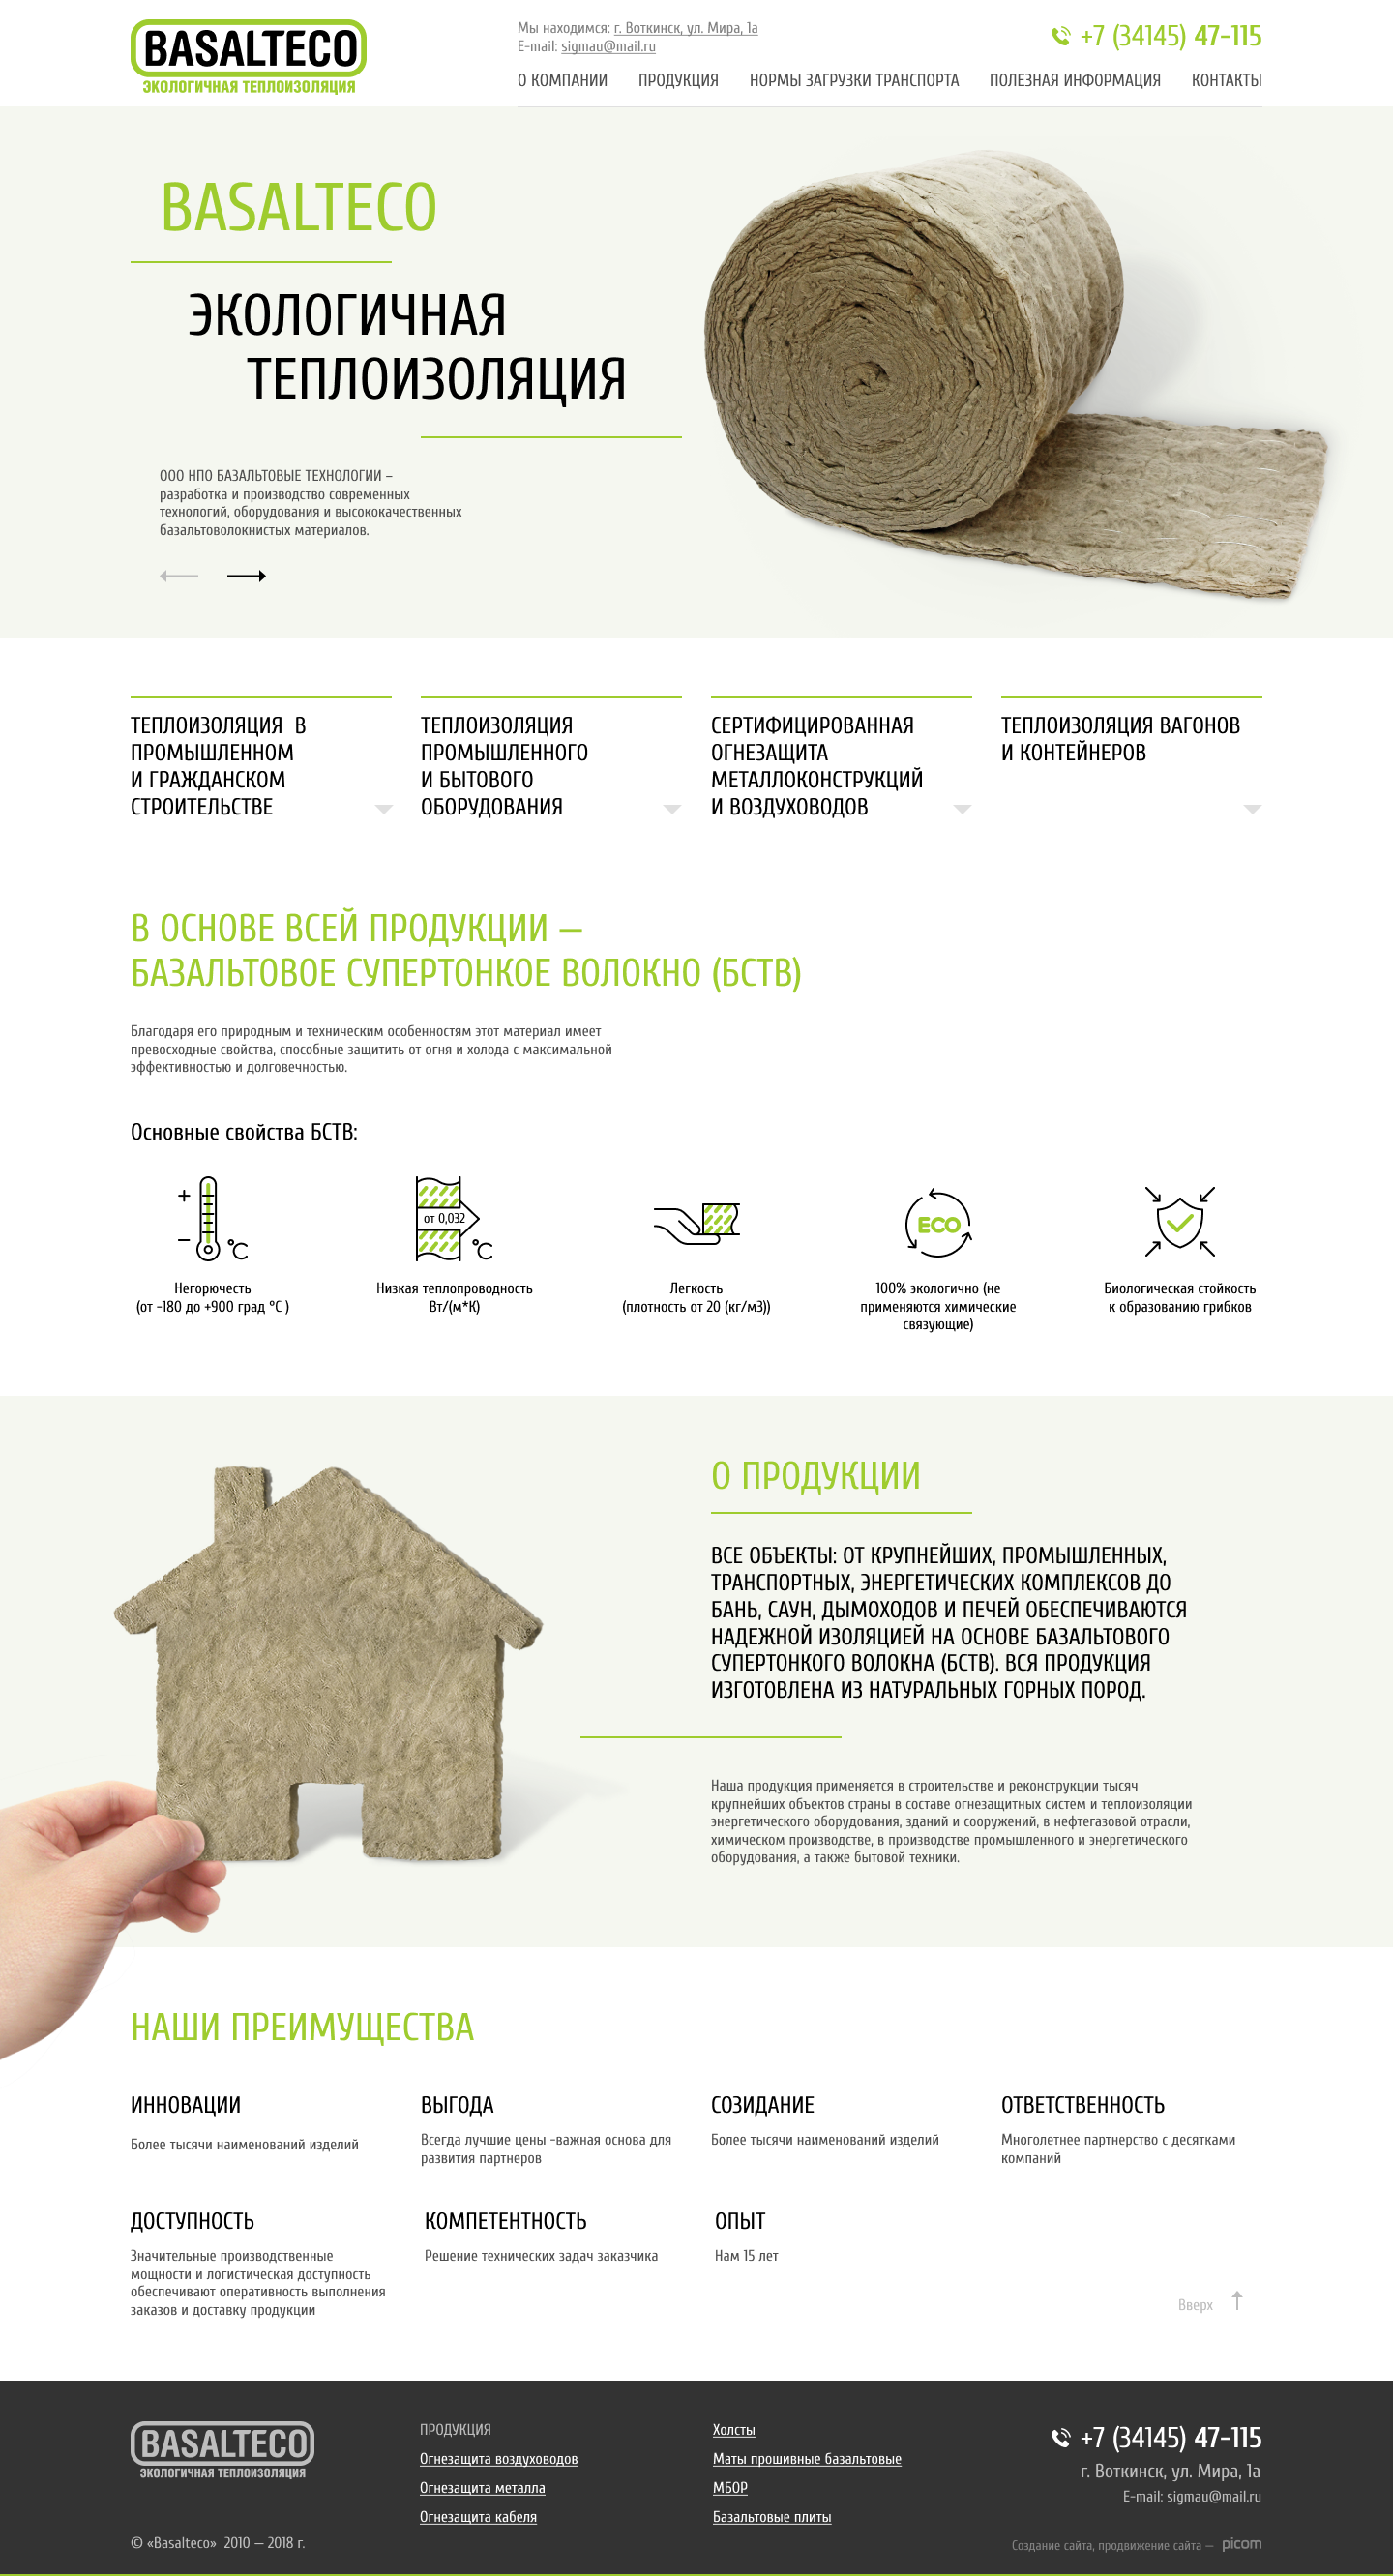 BASALTECO
ЭКОЛОГИЧНАЯ ТЕПЛОИЗОЛЯЦИЯ
Мы находимся: г. Воткинск, ул. Мира, 1а
E-mail: sigmau@mail.ru
+7 (34145) 47-115
О КОМПАНИИ ПРОДУКЦИЯ НОРМЫ ЗАГРУЗКИ ТРАНСПОРТА ПОЛЕЗНАЯ ИНФОРМАЦИЯ КОНТАКТЫ
BASALTECO
ЭКОЛОГИЧНАЯ
ТЕПЛОИЗОЛЯЦИЯ
ООО НПО БАЗАЛЬТОВЫЕ ТЕХНОЛОГИИ –
разработка и производство современных
технологий, оборудования и высококачественных
базальтоволокнистых материалов.
ТЕПЛОИЗОЛЯЦИЯ В
ПРОМЫШЛЕННОМ
И ГРАЖДАНСКОМ
СТРОИТЕЛЬСТВЕ
ТЕПЛОИЗОЛЯЦИЯ
ПРОМЫШЛЕННОГО
И БЫТОВОГО
ОБОРУДОВАНИЯ
СЕРТИФИЦИРОВАННАЯ
ОГНЕЗАЩИТА
МЕТАЛЛОКОНСТРУКЦИЙ
И ВОЗДУХОВОДОВ
ТЕПЛОИЗОЛЯЦИЯ ВАГОНОВ
И КОНТЕЙНЕРОВ
В ОСНОВЕ ВСЕЙ ПРОДУКЦИИ —
БАЗАЛЬТОВОЕ СУПЕРТОНКОЕ ВОЛОКНО (БСТВ)
Благодаря его природным и техническим особенностям этот материал имеет
превосходные свойства, способные защитить от огня и холода с максимальной
эффективностью и долговечностью.
Основные свойства БСТВ:
+
−
°C
Негорючесть
(от -180 до +900 град °C )
от 0,032
°C
Низкая теплопроводность
Вт/(м*К)
Легкость
(плотность от 20 (кг/м3))
ECO
100% экологично (не
применяются химические
связующие)
Биологическая стойкость
к образованию грибков
О ПРОДУКЦИИ
ВСЕ ОБЪЕКТЫ: ОТ КРУПНЕЙШИХ, ПРОМЫШЛЕННЫХ,
ТРАНСПОРТНЫХ, ЭНЕРГЕТИЧЕСКИХ КОМПЛЕКСОВ ДО
БАНЬ, САУН, ДЫМОХОДОВ И ПЕЧЕЙ ОБЕСПЕЧИВАЮТСЯ
НАДЕЖНОЙ ИЗОЛЯЦИЕЙ НА ОСНОВЕ БАЗАЛЬТОВОГО
СУПЕРТОНКОГО ВОЛОКНА (БСТВ). ВСЯ ПРОДУКЦИЯ
ИЗГОТОВЛЕНА ИЗ НАТУРАЛЬНЫХ ГОРНЫХ ПОРОД.
Наша продукция применяется в строительстве и реконструкции тысяч
крупнейших объектов страны в составе огнезащитных систем и теплоизоляции
энергетического оборудования, зданий и сооружений, в нефтегазовой отрасли,
химическом производстве, в производстве промышленного и энергетического
оборудования, а также бытовой техники.
НАШИ ПРЕИМУЩЕСТВА
ИННОВАЦИИ
Более тысячи наименований изделий
ВЫГОДА
Всегда лучшие цены -важная основа для
развития партнеров
СОЗИДАНИЕ
Более тысячи наименований изделий
ОТВЕТСТВЕННОСТЬ
Многолетнее партнерство с десятками
компаний
ДОСТУПНОСТЬ
Значительные производственные
мощности и логистическая доступность
обеспечивают оперативность выполнения
заказов и доставку продукции
КОМПЕТЕНТНОСТЬ
Решение технических задач заказчика
ОПЫТ
Нам 15 лет
Вверх
BASALTECO
ЭКОЛОГИЧНАЯ ТЕПЛОИЗОЛЯЦИЯ
© «Basalteco» 2010 — 2018 г.
ПРОДУКЦИЯ
Огнезащита воздуховодов
Огнезащита металла
Огнезащита кабеля
Холсты
Маты прошивные базальтовые
МБОР
Базальтовые плиты
+7 (34145) 47-115
г. Воткинск, ул. Мира, 1а
E-mail: sigmau@mail.ru
Создание сайта, продвижение сайта — picom